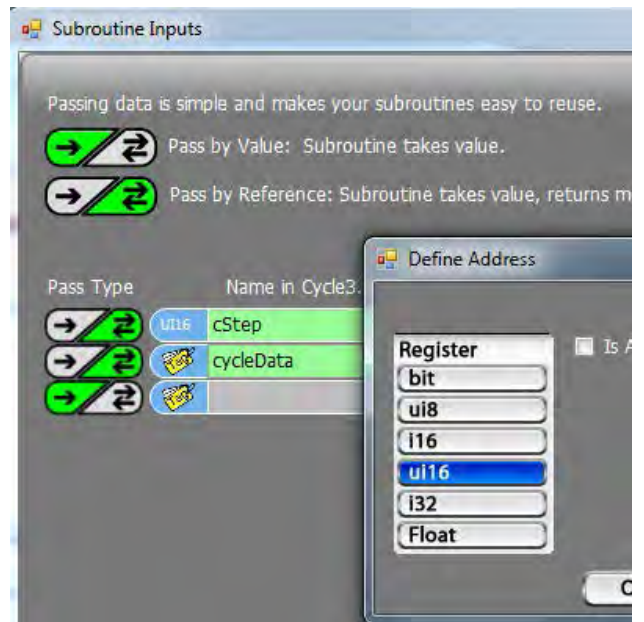 Subroutine Inputs
Passing data is simple and makes your subroutines easy to reuse.
Pass by Value: Subroutine takes value.
Pass by Reference: Subroutine takes value, returns m
Define Address
Pass Type Name in Cycle3.
UI16 cStep
cycleData
Register
Is A
bit
ui8
i16
ui16
i32
Float